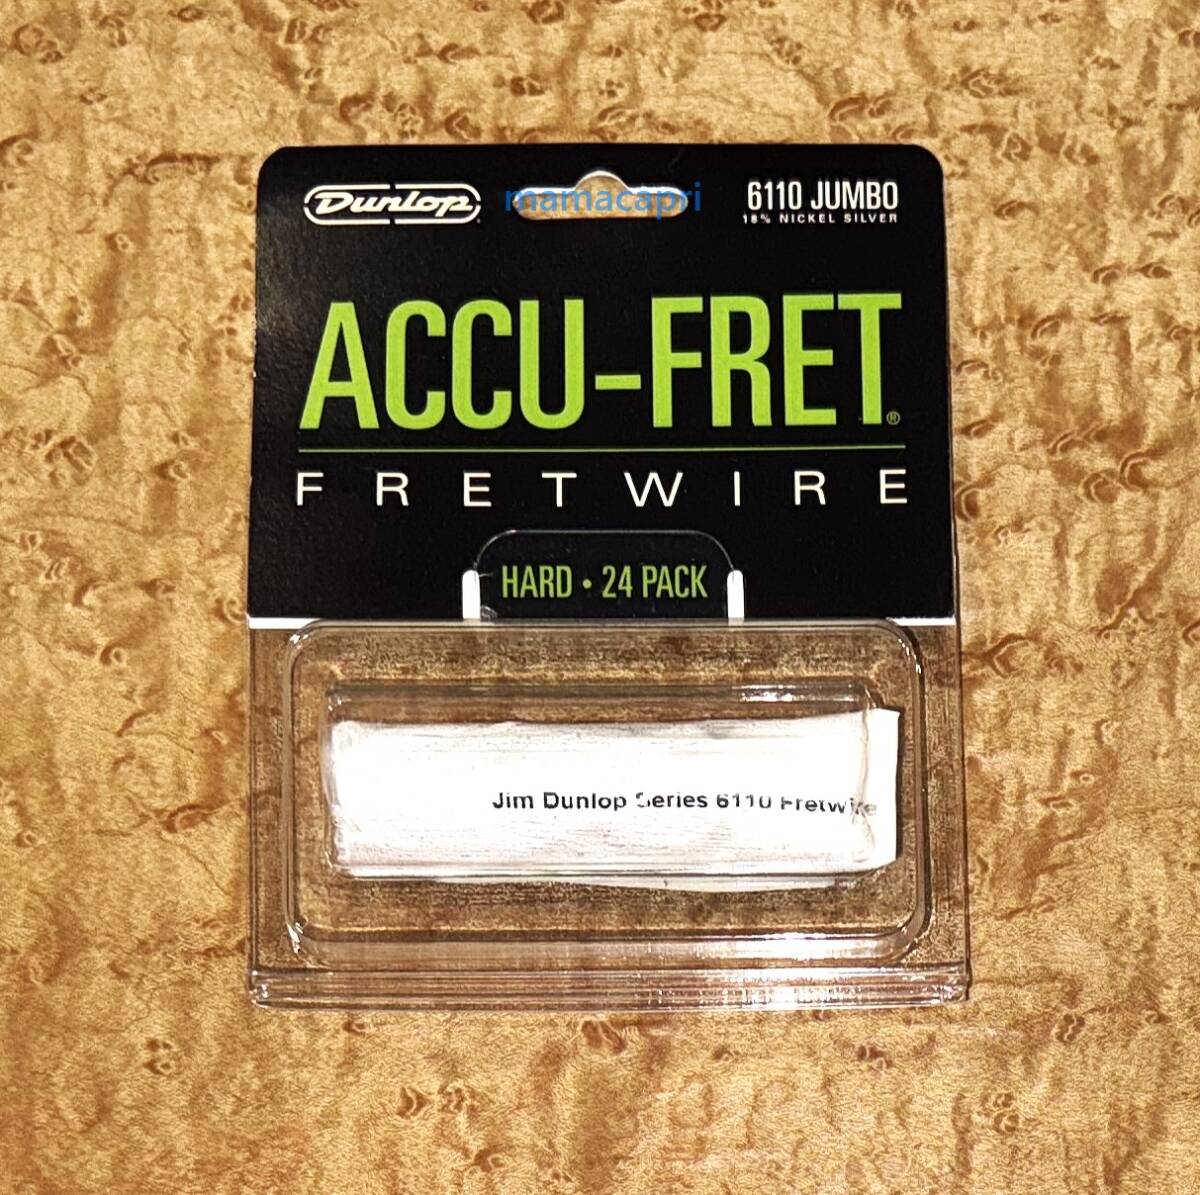 Dunlop
mamacapri
6110 JUMBO
18% NICKEL SILVER
ACCU-FRET®
FRETWIRE
HARD • 24 PACK
Jim Dunlop Series 6110 Fretwire